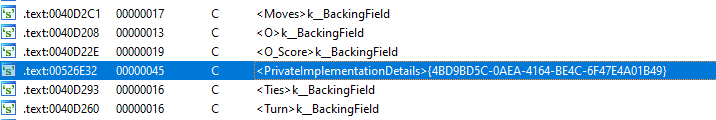 's' .text:0040D2C1 00000017 C <Moves>k__BackingField
's' .text:0040D208 00000013 C <O>k__BackingField
's' .text:0040D22E 00000019 C <O_Score>k__BackingField
's' .text:00526E32 00000045 C <PrivateImplementationDetails>{4BD9BD5C-0AEA-4164-BE4C-6F47E4A01B49}
's' .text:0040D293 00000016 C <Ties>k__BackingField
's' .text:0040D260 00000016 C <Turn>k__BackingField